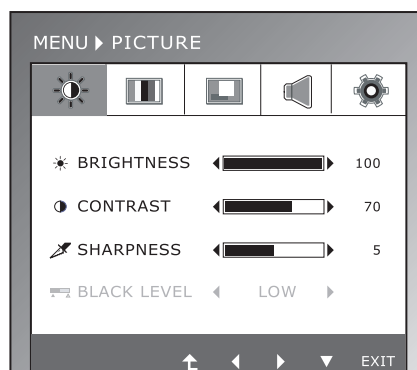 MENU PICTURE
BRIGHTNESS 100
CONTRAST 70
SHARPNESS 5
BLACK LEVEL LOW
EXIT